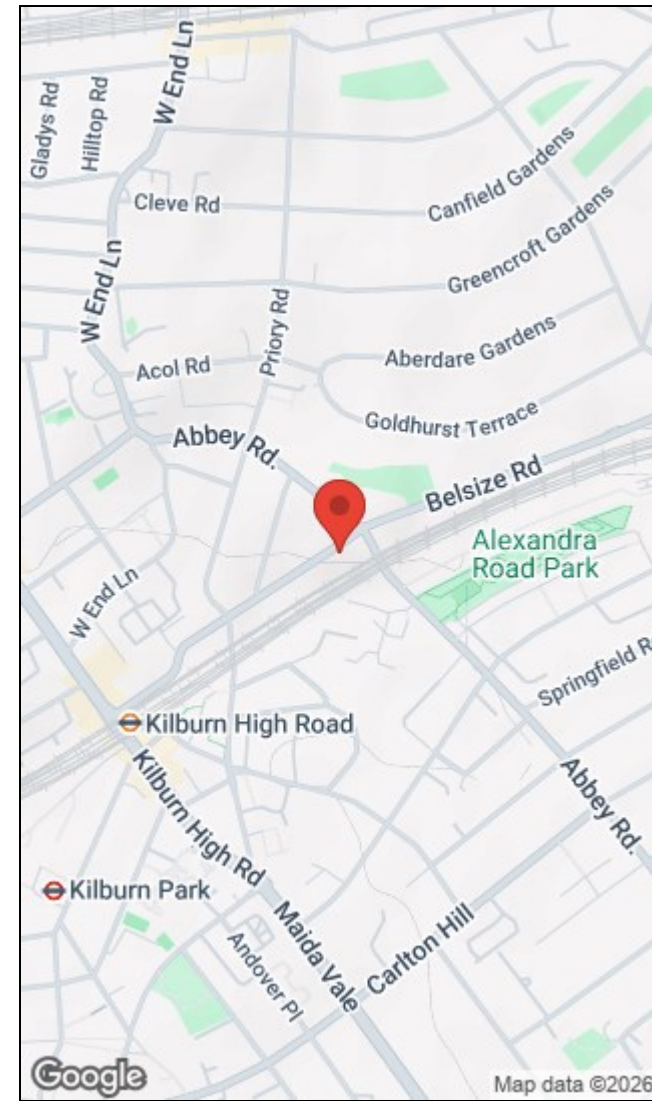 W End Ln
Gladys Rd
Hilltop Rd
Canfield Gardens
Cleve Rd
Greencroft Gardens
W End Ln
Priory Rd
Aberdare Gardens
Acol Rd
Goldhurst Terrace
Abbey Rd.
Belsize Rd
Alexandra
Road Park
W End Ln
Springfield R
Kilburn High Road
Kilburn High Rd
Abbey Rd.
Kilburn Park
Maida Vale
Carlton Hill
Andover Pl
Google
Map data ©2026